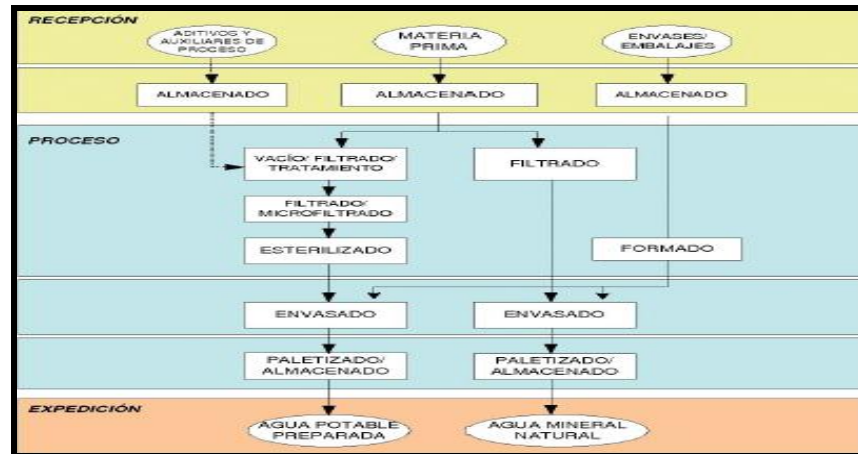 RECEPCIÓN
ADITIVOS Y
AUXILIARES DE
PROCESO
MATERIA
PRIMA
ENVASES/
EMBALAJES
ALMACENADO
ALMACENADO
ALMACENADO
PROCESO
VACÍO/ FILTRADO/
TRATAMIENTO
FILTRADO
FILTRADO/
MICROFILTRADO
ESTERILIZADO
FORMADO
ENVASADO
ENVASADO
PALETIZADO/
ALMACENADO
PALETIZADO/
ALMACENADO
EXPEDICIÓN
AGUA POTABLE
PREPARADA
AGUA MINERAL
NATURAL